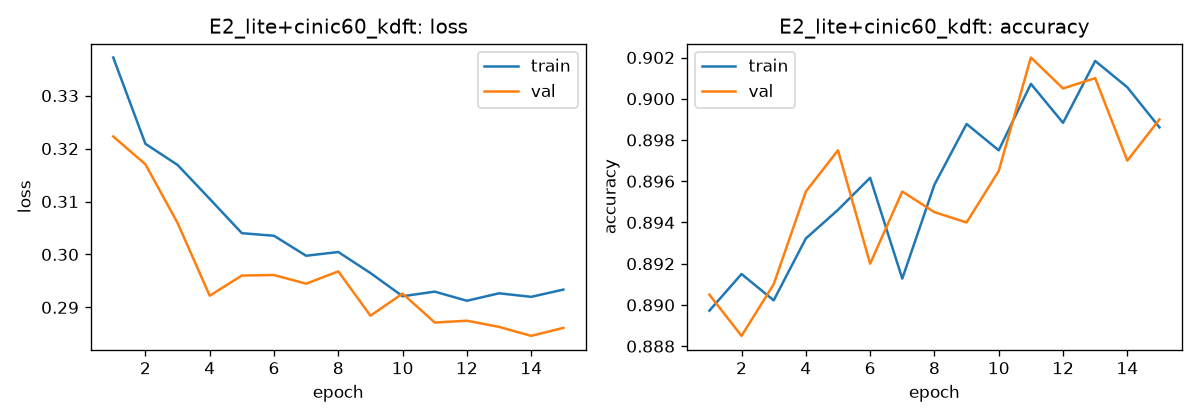 E2_lite+cinic60_kdft: loss
train
val
0.33
0.32
0.31
0.30
0.29
loss
2 4 6 8 10 12 14
epoch
E2_lite+cinic60_kdft: accuracy
train
val
0.902
0.900
0.898
0.896
0.894
0.892
0.890
0.888
accuracy
2 4 6 8 10 12 14
epoch